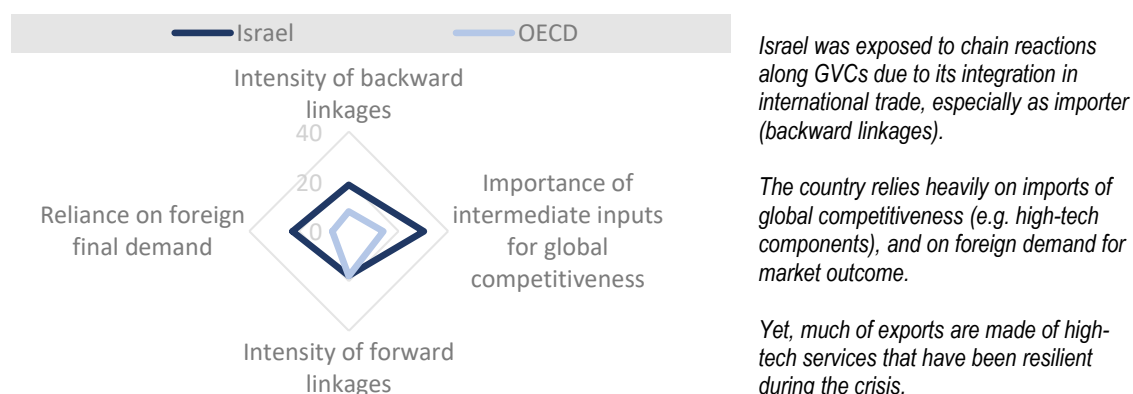 Israel
OECD
Intensity of backward
linkages
40
20
0
Importance of
intermediate inputs
for global
competitiveness
Reliance on foreign
final demand
Intensity of forward
linkages
Israel was exposed to chain reactions
along GVCs due to its integration in
international trade, especially as importer
(backward linkages).
The country relies heavily on imports of
global competitiveness (e.g. high-tech
components), and on foreign demand for
market outcome.
Yet, much of exports are made of high-
tech services that have been resilient
during the crisis.